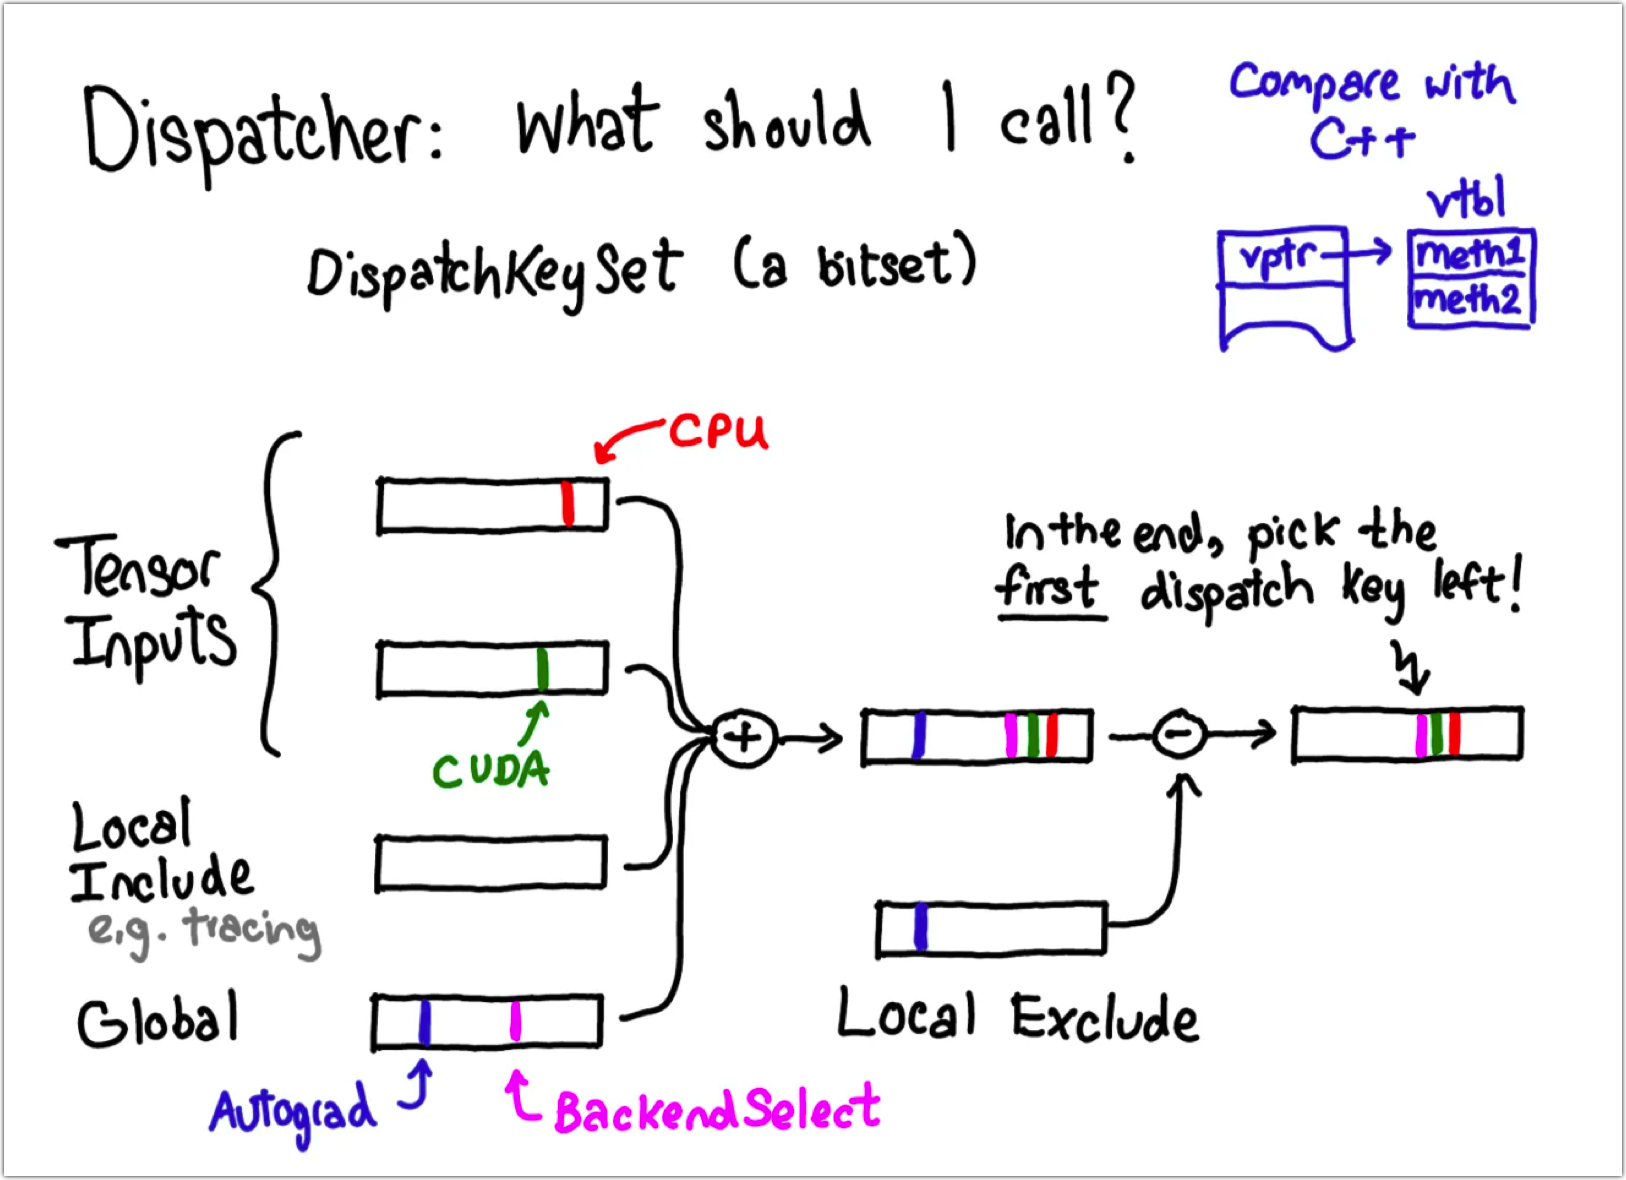 Dispatcher: What should I call?
Compare with
C++
DispatchKeySet (a bitset)
vtbl
vptr
meth1
meth2
CPU
Tensor
Inputs
In the end, pick the
first dispatch key left!
+
-
CUDA
Local
Include
e.g. tracing
Global
Local Exclude
Autograd
BackendSelect